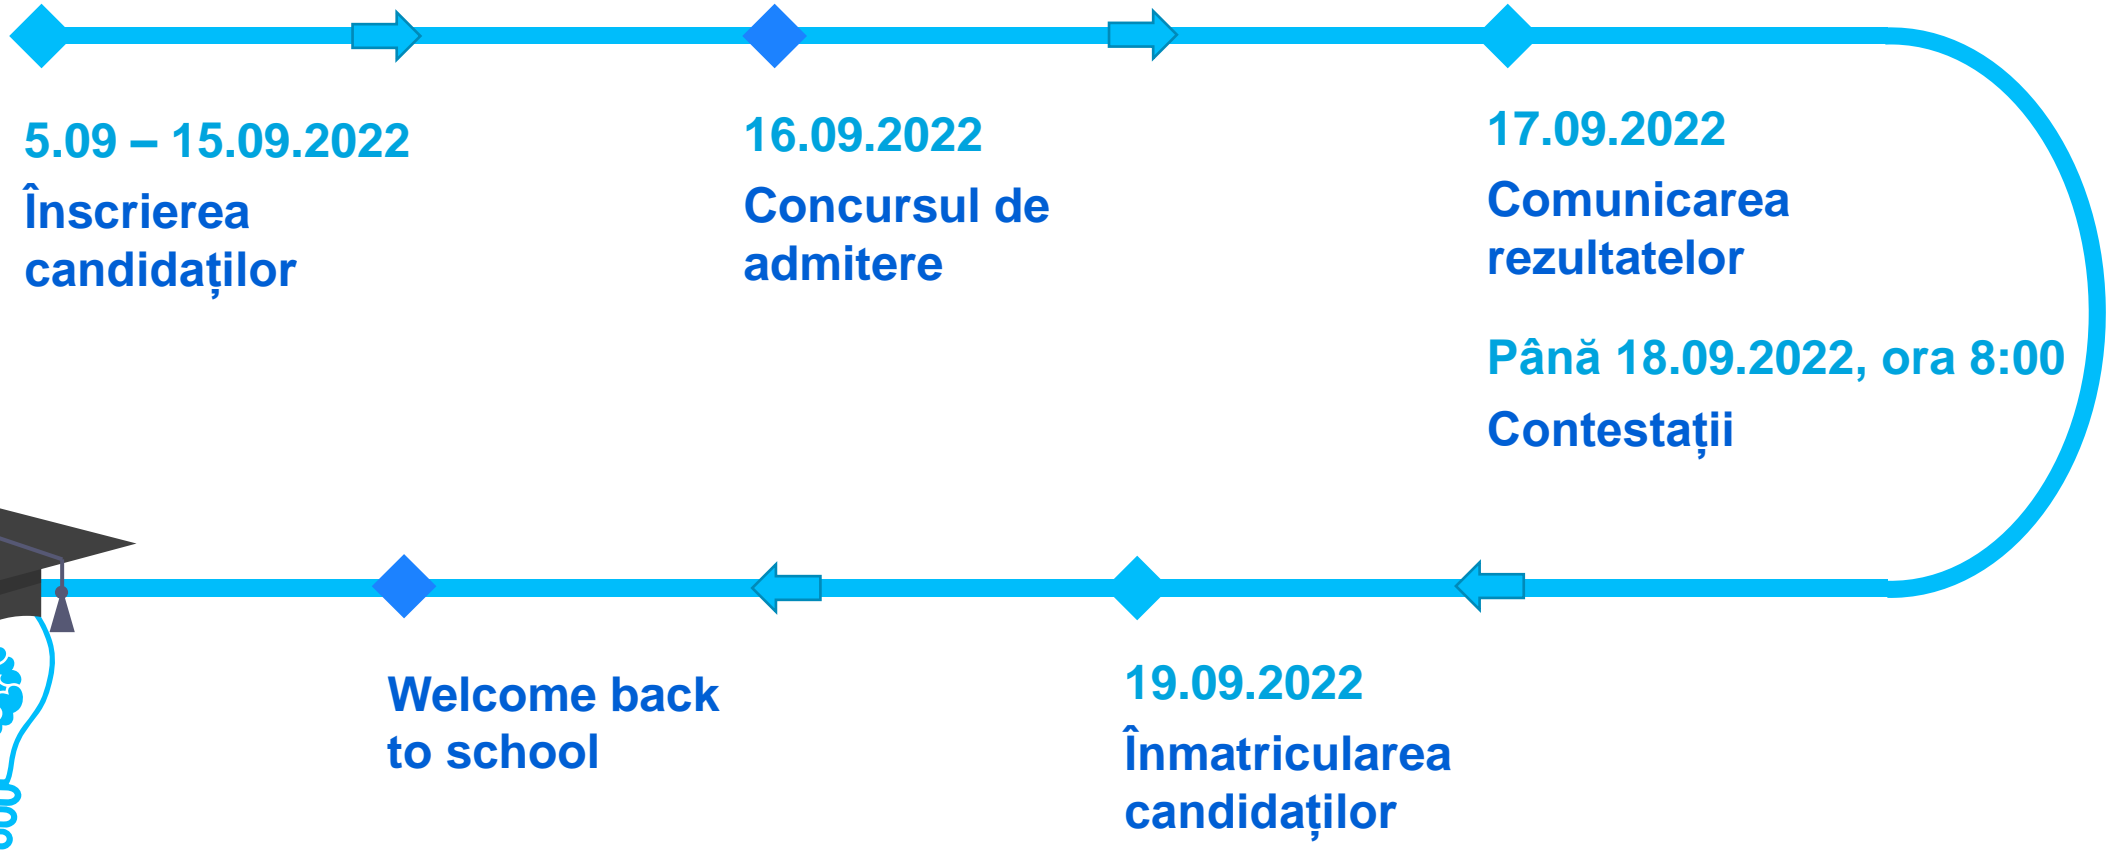 5.09 – 15.09.2022
Înscrierea
candidaților
16.09.2022
Concursul de
admitere
17.09.2022
Comunicarea
rezultatelor
Până 18.09.2022, ora 8:00
Contestații
19.09.2022
Înmatricularea
candidaților
Welcome back
to school